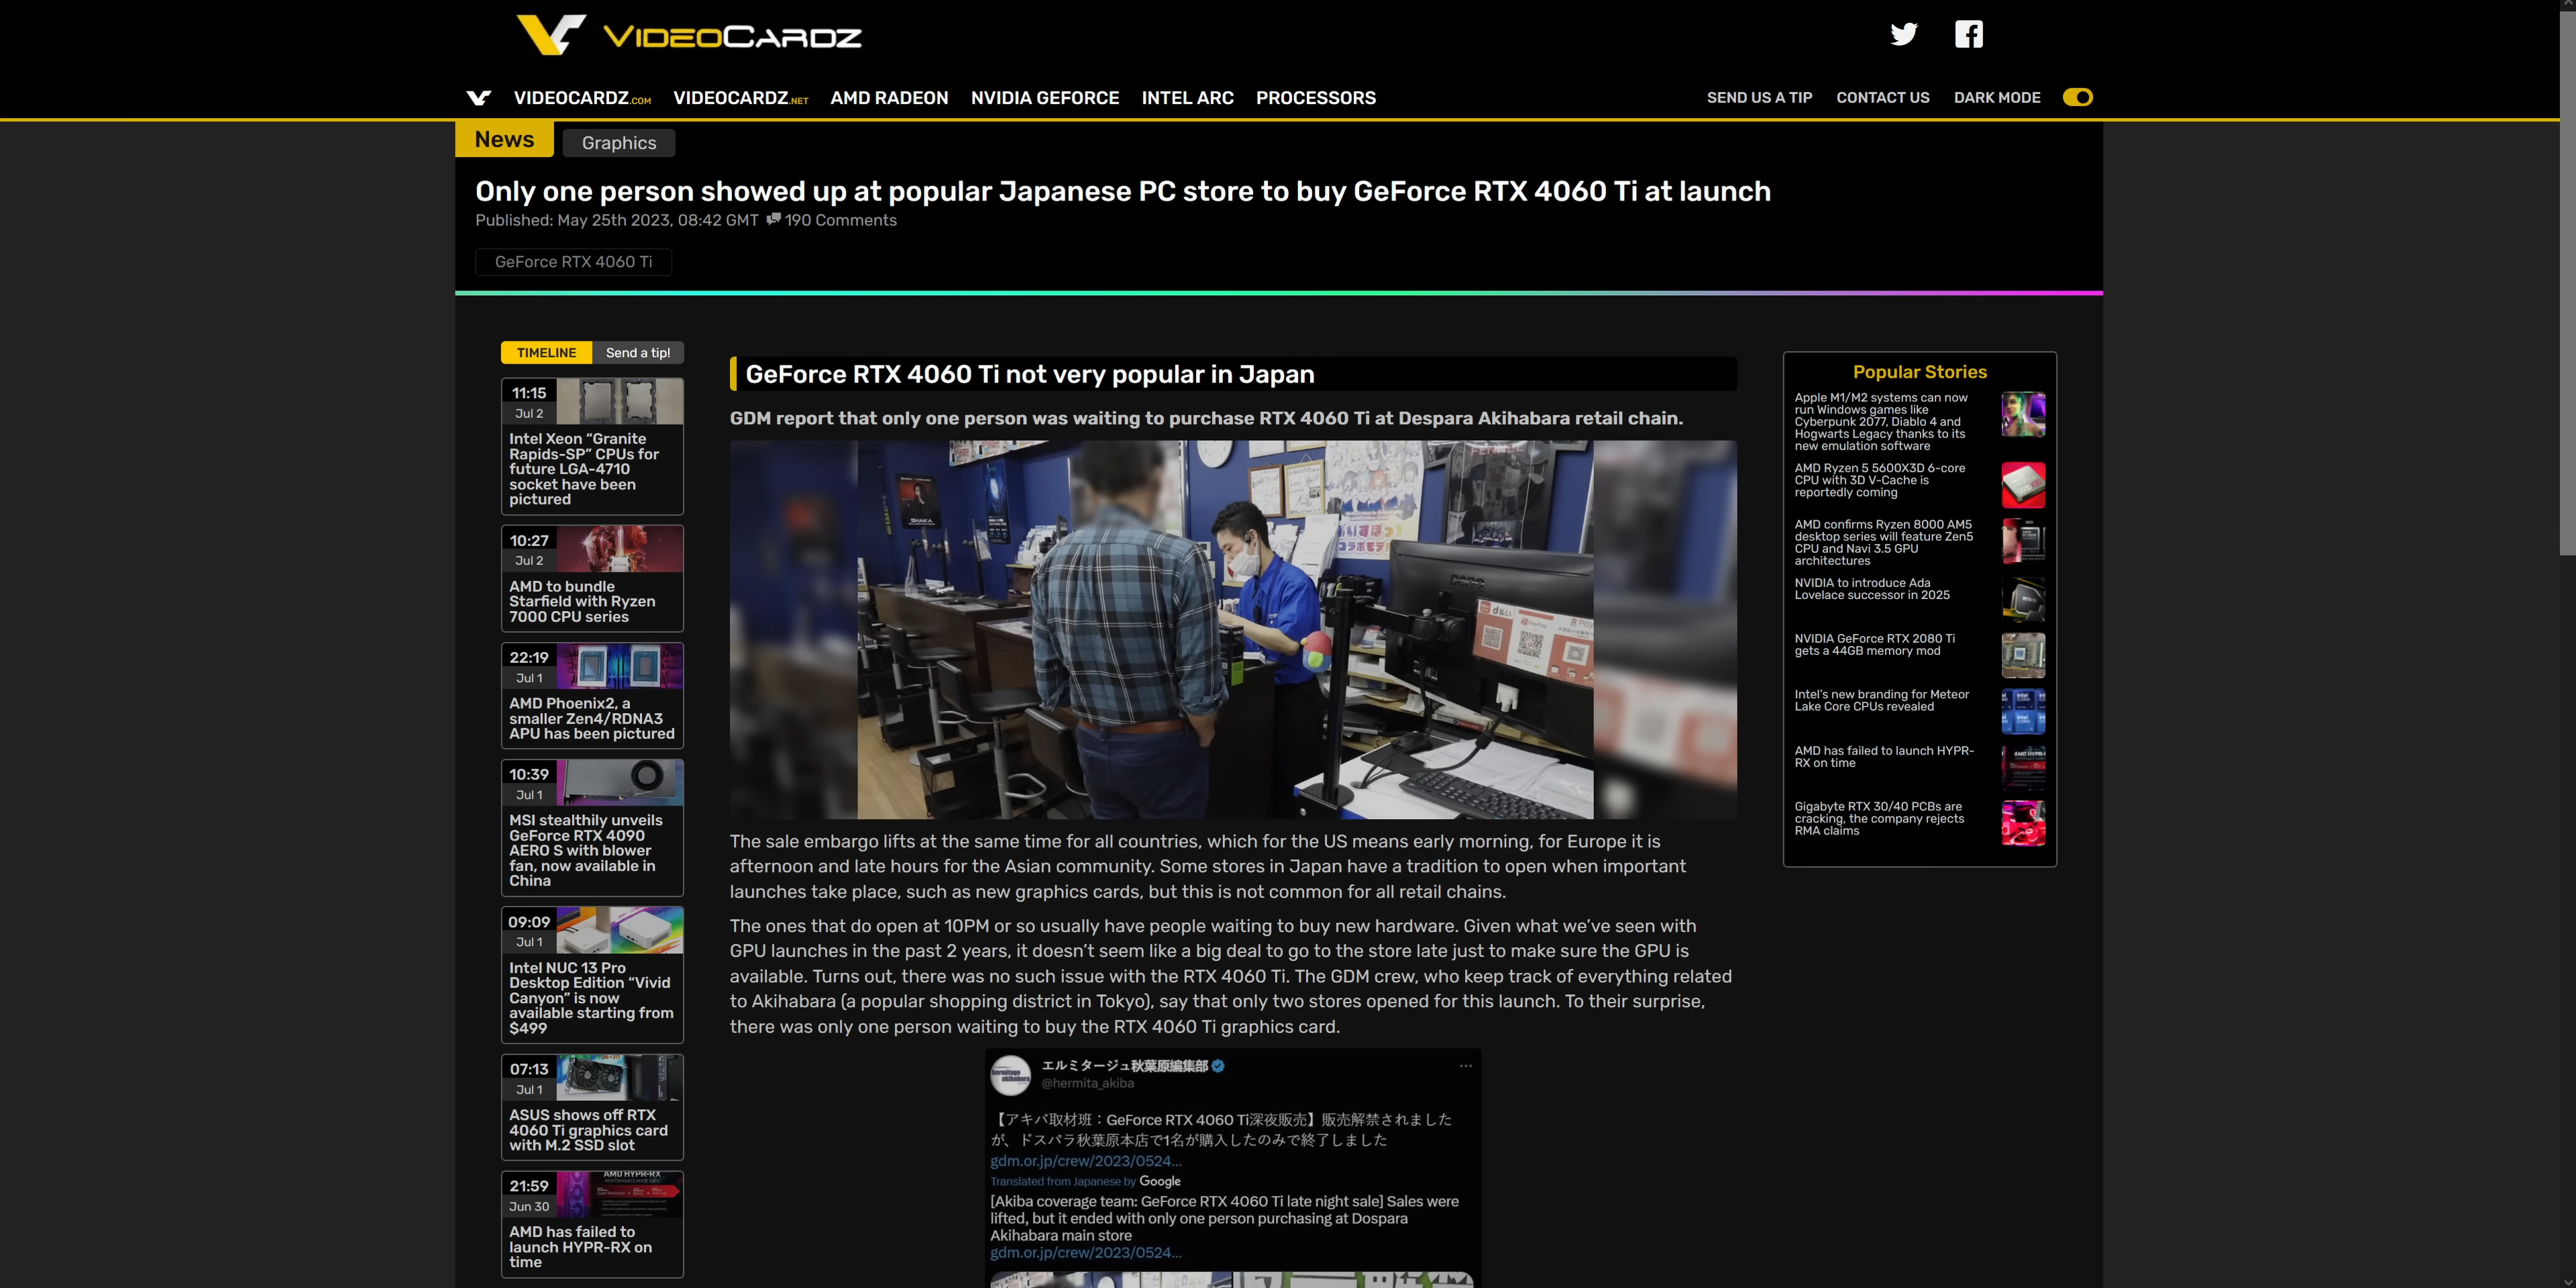 VIDEOCARDZ
VIDEOCARDZ.COM VIDEOCARDZ.NET AMD RADEON NVIDIA GEFORCE INTEL ARC PROCESSORS
SEND US A TIP CONTACT US DARK MODE
News Graphics
Only one person showed up at popular Japanese PC store to buy GeForce RTX 4060 Ti at launch
Published: May 25th 2023, 08:42 GMT 190 Comments
GeForce RTX 4060 Ti
TIMELINE Send a tip!
11:15
Jul 2
Intel Xeon “Granite
Rapids-SP” CPUs for
future LGA-4710
socket have been
pictured
10:27
Jul 2
AMD to bundle
Starfield with Ryzen
7000 CPU series
22:19
Jul 1
AMD Phoenix2, a
smaller Zen4/RDNA3
APU has been pictured
10:39
Jul 1
MSI stealthily unveils
GeForce RTX 4090
AERO S with blower
fan, now available in
China
09:09
Jul 1
Intel NUC 13 Pro
Desktop Edition “Vivid
Canyon” is now
available starting from
$499
07:13
Jul 1
ASUS shows off RTX
4060 Ti graphics card
with M.2 SSD slot
21:59
Jun 30
AMD HYPR-RX
AMD has failed to
launch HYPR-RX on
time
GeForce RTX 4060 Ti not very popular in Japan
GDM report that only one person was waiting to purchase RTX 4060 Ti at Despara Akihabara retail chain.
SHAKA
The sale embargo lifts at the same time for all countries, which for the US means early morning, for Europe it is
afternoon and late hours for the Asian community. Some stores in Japan have a tradition to open when important
launches take place, such as new graphics cards, but this is not common for all retail chains.
The ones that do open at 10PM or so usually have people waiting to buy new hardware. Given what we’ve seen with
GPU launches in the past 2 years, it doesn’t seem like a big deal to go to the store late just to make sure the GPU is
available. Turns out, there was no such issue with the RTX 4060 Ti. The GDM crew, who keep track of everything related
to Akihabara (a popular shopping district in Tokyo), say that only two stores opened for this launch. To their surprise,
there was only one person waiting to buy the RTX 4060 Ti graphics card.
hermitage
akihabara
エルミタージュ秋葉原編集部
@hermita_akiba
【アキバ取材班：GeForce RTX 4060 Ti深夜販売】販売解禁されました
が、ドスパラ秋葉原本店で1名が購入したのみで終了しました
gdm.or.jp/crew/2023/0524...
Translated from Japanese by Google
[Akiba coverage team: GeForce RTX 4060 Ti late night sale] Sales were
lifted, but it ended with only one person purchasing at Dospara
Akihabara main store
gdm.or.jp/crew/2023/0524...
Popular Stories
Apple M1/M2 systems can now
run Windows games like
Cyberpunk 2077, Diablo 4 and
Hogwarts Legacy thanks to its
new emulation software
AMD Ryzen 5 5600X3D 6-core
CPU with 3D V-Cache is
reportedly coming
AMD confirms Ryzen 8000 AM5
desktop series will feature Zen5
CPU and Navi 3.5 GPU
architectures
NVIDIA to introduce Ada
Lovelace successor in 2025
NVIDIA GeForce RTX 2080 Ti
gets a 44GB memory mod
Intel’s new branding for Meteor
Lake Core CPUs revealed
AMD has failed to launch HYPR-
RX on time
Gigabyte RTX 30/40 PCBs are
cracking, the company rejects
RMA claims